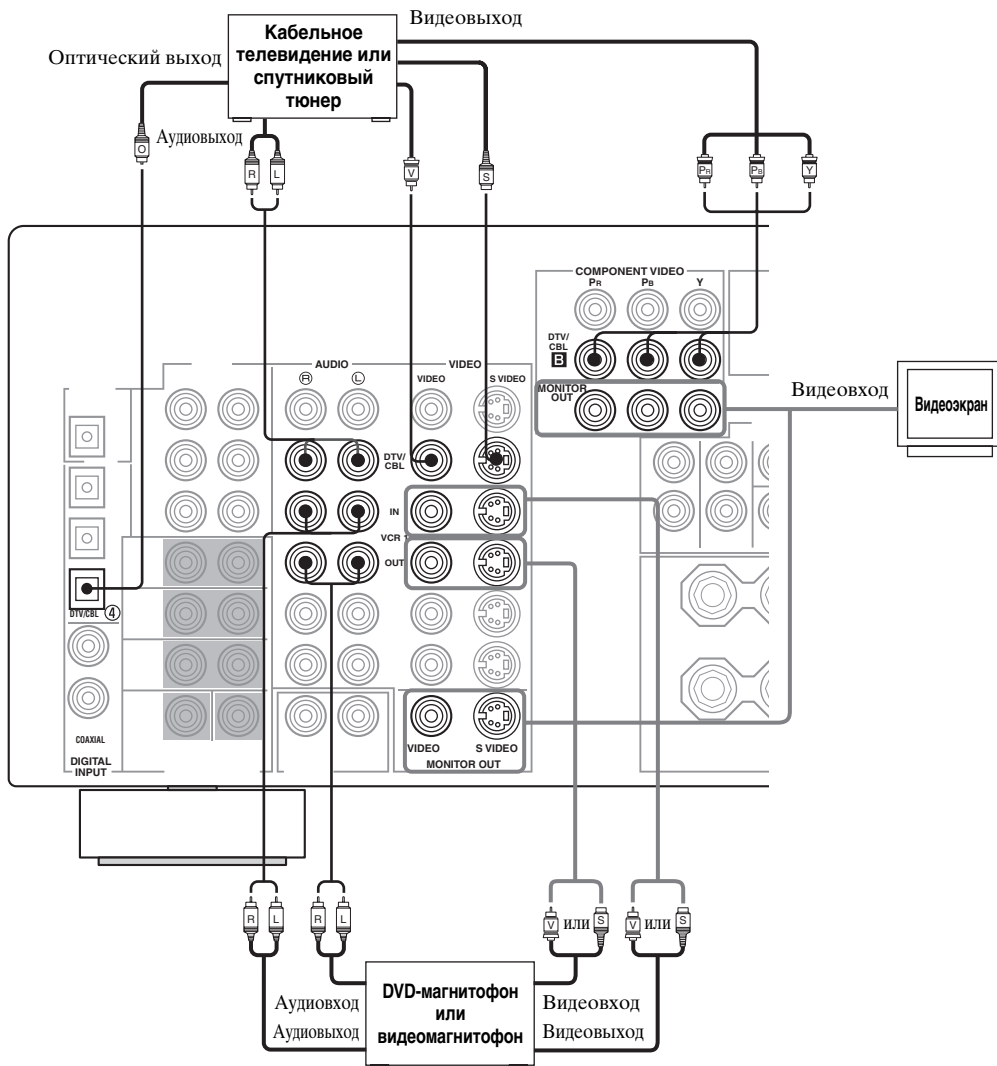 Видеовыход
Кабельное
телевидение или
спутниковый
тюнер
Оптический выход
Аудиовыход
O
R L
V
S
PR PB Y
COMPONENT VIDEO
PR PB Y
DTV/
CBL
B
MONITOR
OUT
Видеовход
Видеоэкран
AUDIO
R L
VIDEO
VIDEO S VIDEO
DTV/
CBL
IN
VCR 1
OUT
DTV/CBL ④
COAXIAL
DIGITAL
INPUT
VIDEO S VIDEO
MONITOR OUT
R L
R L
V или S
V или S
DVD-магнитофон
или
видеомагнитофон
Аудиовход
Аудиовыход
Видеовход
Видеовыход